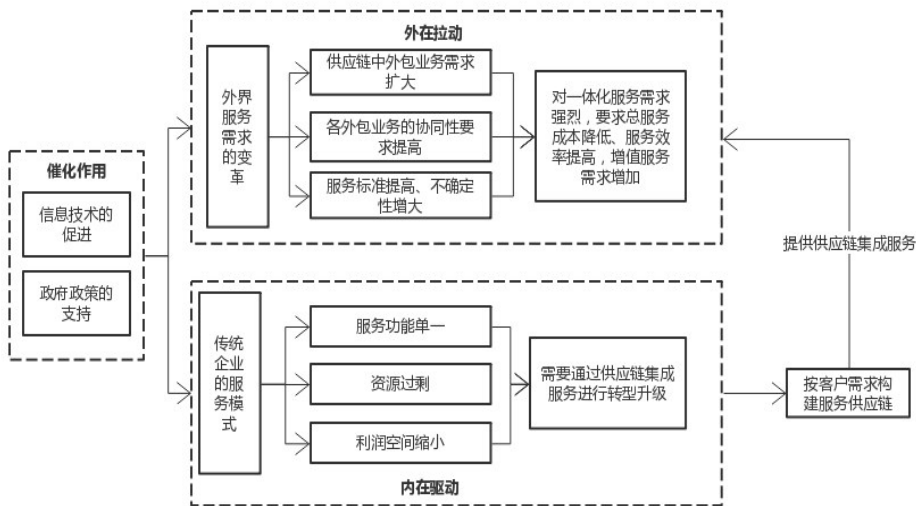 催化作用
信息技术的
促进
政府政策的
支持
外在拉动
外界
服务
需求
的变
革
供应链中外包业务需求
扩大
各外包业务的协同性要
求提高
服务标准提高、不确定
性增大
对一体化服务需求
强烈，要求总服务
成本降低、服务效
率提高，增值服务
需求增加
传统
企业
的服
务模
式
服务功能单一
资源过剩
利润空间缩小
需要通过供应链集成
服务进行转型升级
内在驱动
提供供应链集成服务
按客户需求构
建服务供应链